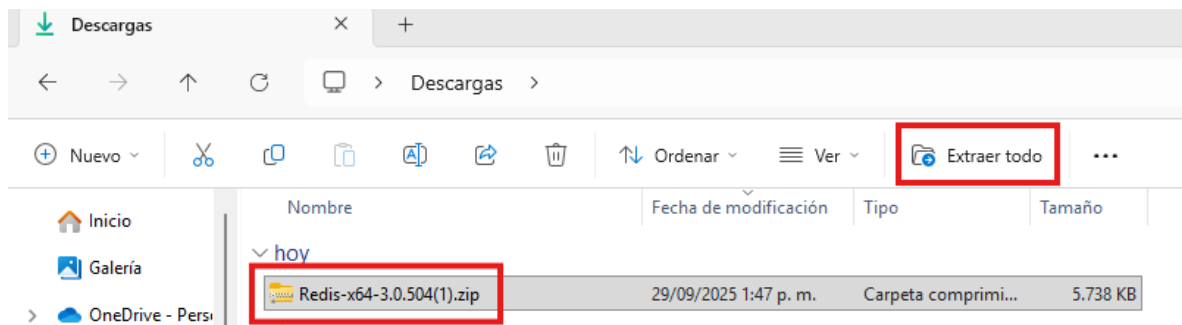 Descargas
Descargas
Nuevo Ordenar Ver Extraer todo
Nombre Fecha de modificación Tipo Tamaño
Inicio
hoy
Galería
Redis-x64-3.0.504(1).zip 29/09/2025 1:47 p. m. Carpeta comprimi... 5.738 KB
OneDrive - Pers